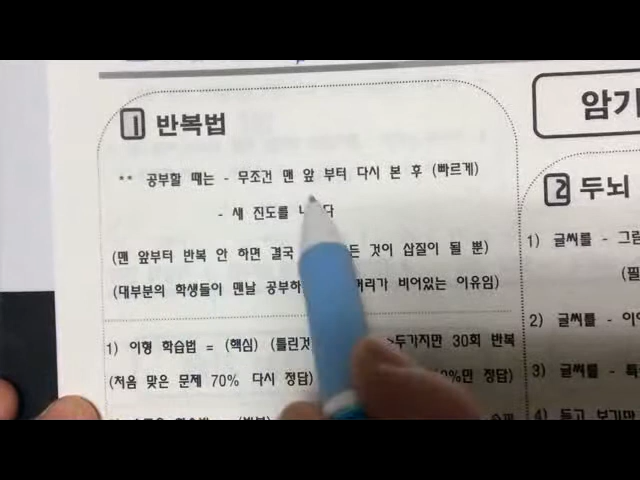 1 반복법
** 공부할 때는 - 무조건 맨 앞 부터 다시 본 후 (빠르게)
- 새 진도를
(맨 앞부터 반복 안 하면 결국 것이 삽질이 될 뿐)
(대부분의 학생들이 맨날 공부하 머리가 비어있는 이유임)
1) 이형 학습법 = (핵심) (틀린것 >두가지만 30회 반복
(처음 맞은 문제 70% 다시 정답) 0%만 정답)
(반복)
암기
2 두뇌
1) 글씨를 - 그림
(필
2) 글씨를 - 이
3) 글씨를 - 특
4) 듣고 보기만